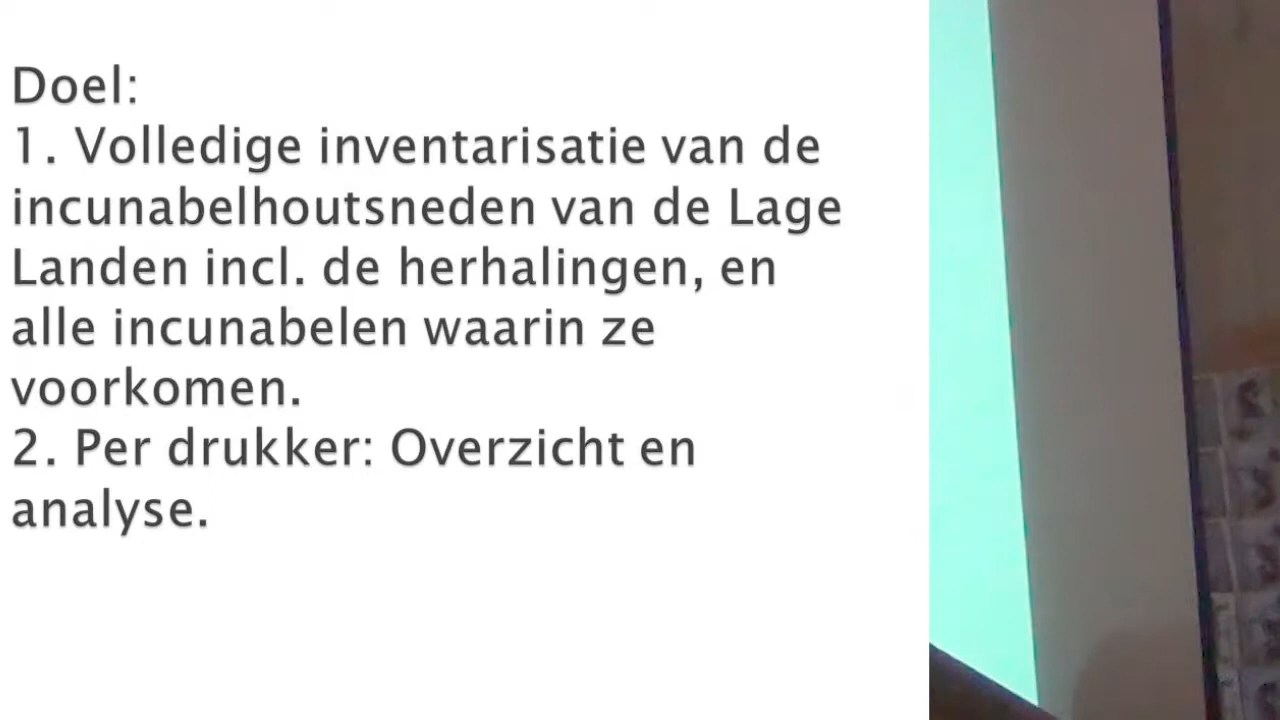 Doel:
1. Volledige inventarisatie van de
incunabelhoutsneden van de Lage
Landen incl. de herhalingen, en
alle incunabelen waarin ze
voorkomen.
2. Per drukker: Overzicht en
analyse.